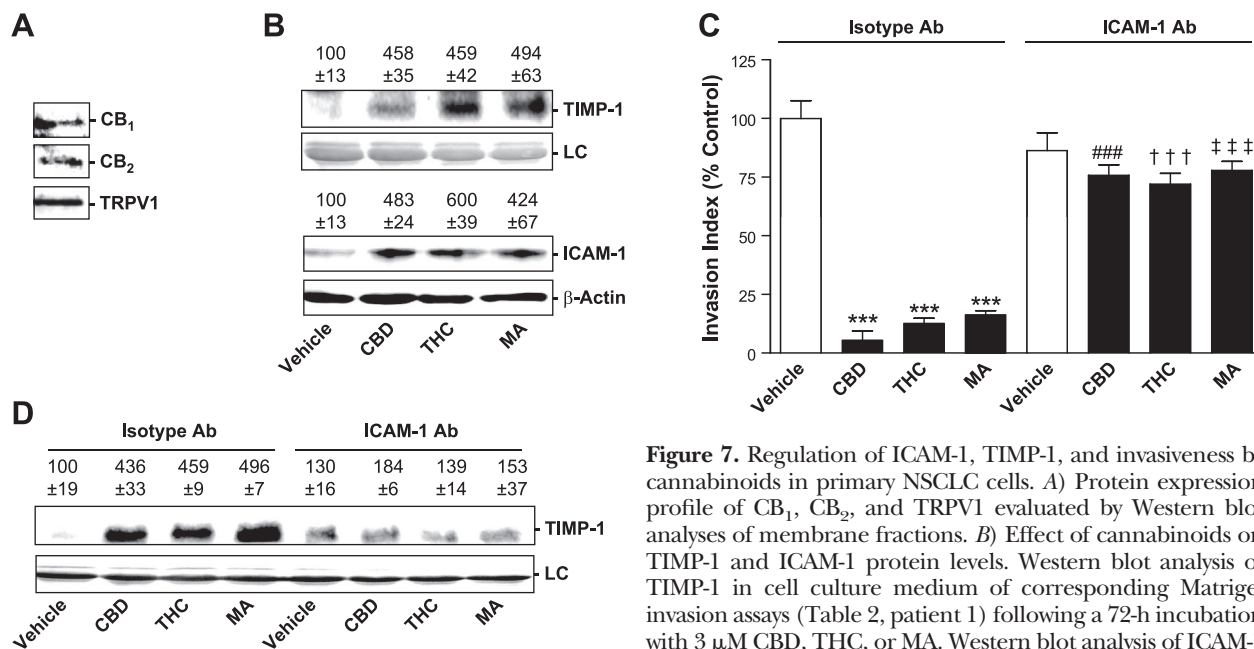 A
CB1
CB2
TRPV1
B
100 458 459 494
±13 ±35 ±42 ±63
TIMP-1
LC
100 483 600 424
±13 ±24 ±39 ±67
ICAM-1
β-Actin
Vehicle CBD THC MA
C
Isotype Ab ICAM-1 Ab
Invasion Index (% Control)
125
100
75
50
25
0
*** *** *** ### ††† ‡‡‡
Vehicle CBD THC MA Vehicle CBD THC MA
D
Isotype Ab ICAM-1 Ab
100 436 459 496 130 184 139 153
±19 ±33 ±9 ±7 ±16 ±6 ±14 ±37
TIMP-1
LC
Vehicle CBD THC MA Vehicle CBD THC MA
Figure 7. Regulation of ICAM-1, TIMP-1, and invasiveness b
cannabinoids in primary NSCLC cells. A) Protein expression
profile of CB1, CB2, and TRPV1 evaluated by Western blo
analyses of membrane fractions. B) Effect of cannabinoids on
TIMP-1 and ICAM-1 protein levels. Western blot analysis o
TIMP-1 in cell culture medium of corresponding Matrige
invasion assays (Table 2, patient 1) following a 72-h incubation
with 3 μM CBD, THC, or MA. Western blot analysis of ICAM-